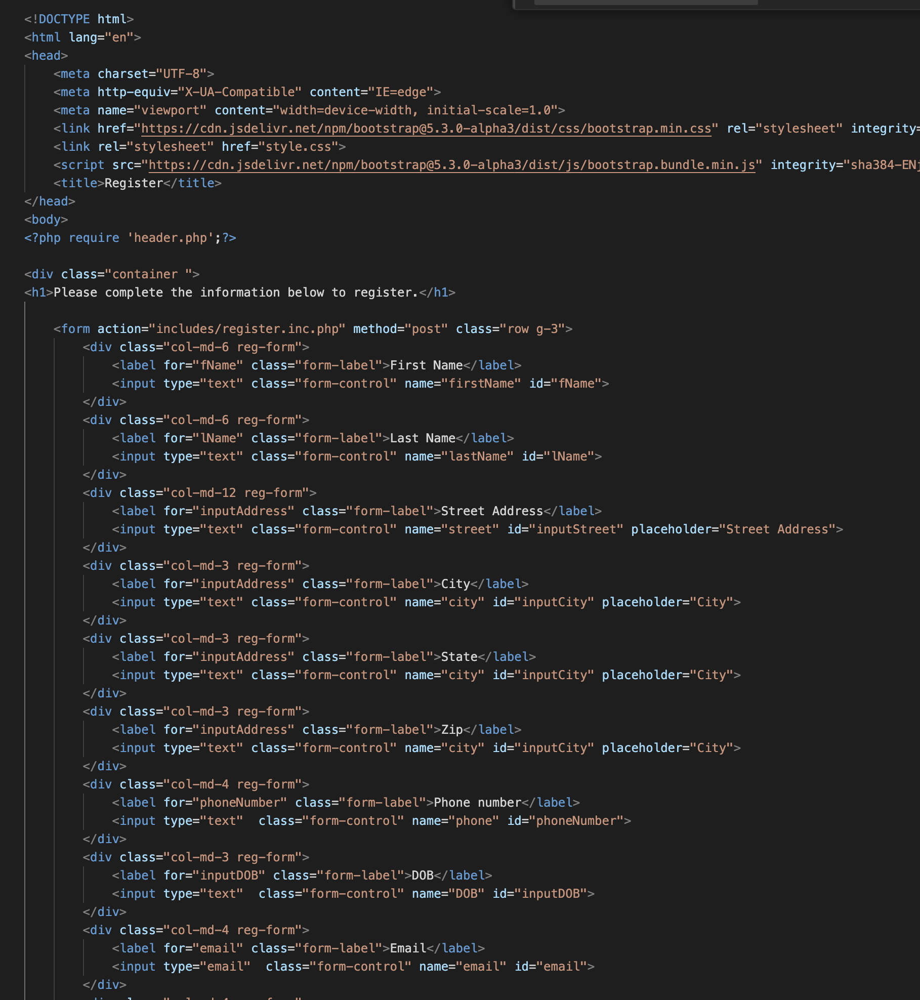 <!DOCTYPE html>
<html lang="en">
<head>
    <meta charset="UTF-8">
    <meta http-equiv="X-UA-Compatible" content="IE=edge">
    <meta name="viewport" content="width=device-width, initial-scale=1.0">
    <link href="https://cdn.jsdelivr.net/npm/bootstrap@5.3.0-alpha3/dist/css/bootstrap.min.css" rel="stylesheet" integrity=
    <link rel="stylesheet" href="style.css">
    <script src="https://cdn.jsdelivr.net/npm/bootstrap@5.3.0-alpha3/dist/js/bootstrap.bundle.min.js" integrity="sha384-ENj
    <title>Register</title>
</head>
<body>
<?php require 'header.php';?>

<div class="container ">
<h1>Please complete the information below to register.</h1>

    <form action="includes/register.inc.php" method="post" class="row g-3">
        <div class="col-md-6 reg-form">
            <label for="fName" class="form-label">First Name</label>
            <input type="text" class="form-control" name="firstName" id="fName">
        </div>
        <div class="col-md-6 reg-form">
            <label for="lName" class="form-label">Last Name</label>
            <input type="text" class="form-control" name="lastName" id="lName">
        </div>
        <div class="col-md-12 reg-form">
            <label for="inputAddress" class="form-label">Street Address</label>
            <input type="text" class="form-control" name="street" id="inputStreet" placeholder="Street Address">
        </div>
        <div class="col-md-3 reg-form">
            <label for="inputAddress" class="form-label">City</label>
            <input type="text" class="form-control" name="city" id="inputCity" placeholder="City">
        </div>
        <div class="col-md-3 reg-form">
            <label for="inputAddress" class="form-label">State</label>
            <input type="text" class="form-control" name="city" id="inputCity" placeholder="City">
        </div>
        <div class="col-md-3 reg-form">
            <label for="inputAddress" class="form-label">Zip</label>
            <input type="text" class="form-control" name="city" id="inputCity" placeholder="City">
        </div>
        <div class="col-md-4 reg-form">
            <label for="phoneNumber" class="form-label">Phone number</label>
            <input type="text"  class="form-control" name="phone" id="phoneNumber">
        </div>
        <div class="col-md-3 reg-form">
            <label for="inputDOB" class="form-label">DOB</label>
            <input type="text"  class="form-control" name="DOB" id="inputDOB">
        </div>
        <div class="col-md-4 reg-form">
            <label for="email" class="form-label">Email</label>
            <input type="email"  class="form-control" name="email" id="email">
        </div>